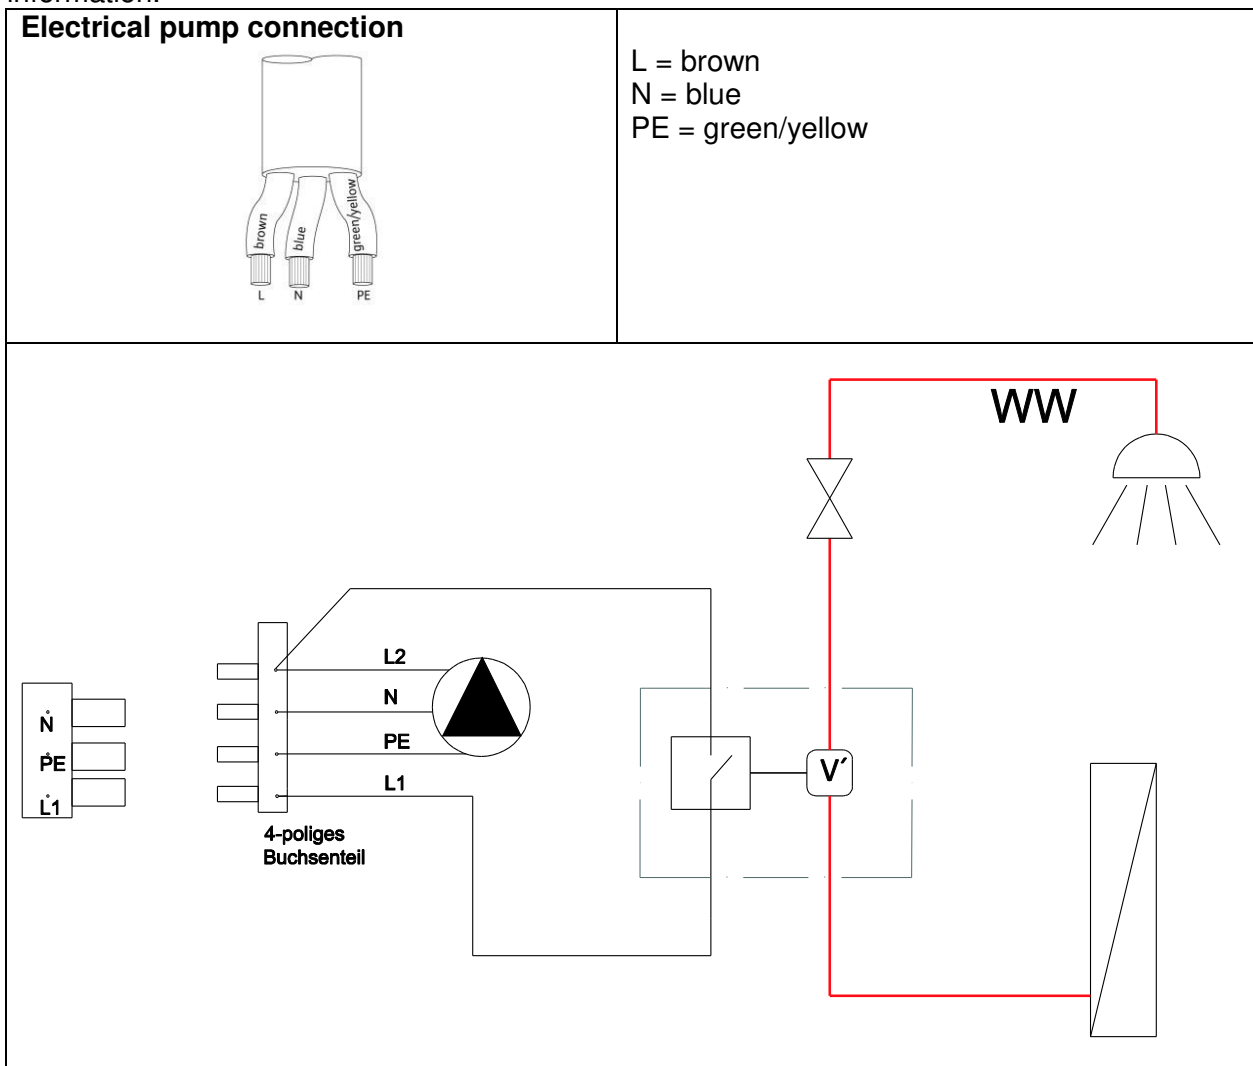 information.
Electrical pump connection
L = brown
N = blue
PE = green/yellow
brown
blue
green/yellow
L
N
PE
WW
L2
N
PE
L1
N
PE
L1
V´
4-poliges
Buchsenteil